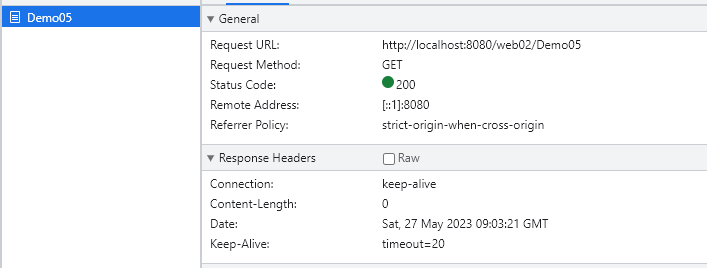 Demo05
General
Request URL: http://localhost:8080/web02/Demo05
Request Method: GET
Status Code: 200
Remote Address: [::1]:8080
Referrer Policy: strict-origin-when-cross-origin
Response Headers Raw
Connection: keep-alive
Content-Length: 0
Date: Sat, 27 May 2023 09:03:21 GMT
Keep-Alive: timeout=20